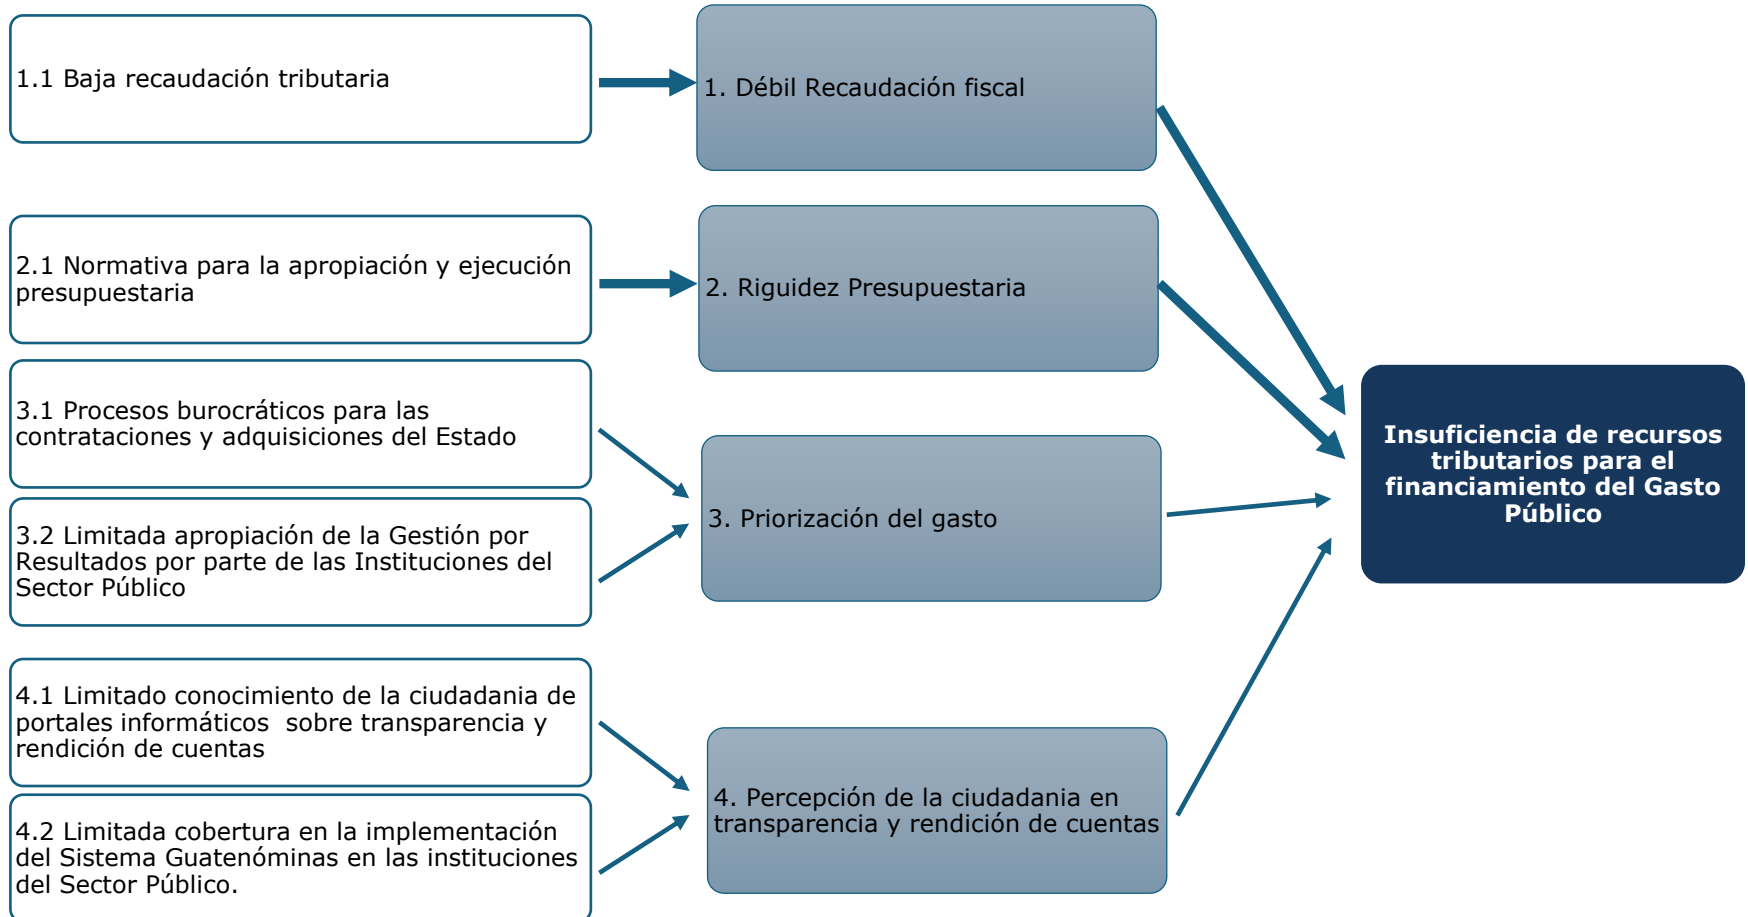 1.1 Baja recaudación tributaria
1. Débil Recaudación fiscal
2.1 Normativa para la apropiación y ejecución
presupuestaria
2. Riguidez Presupuestaria
3.1 Procesos burocráticos para las
contrataciones y adquisiciones del Estado
3.2 Limitada apropiación de la Gestión por
Resultados por parte de las Instituciones del
Sector Público
3. Priorización del gasto
4.1 Limitado conocimiento de la ciudadania de
portales informáticos  sobre transparencia y
rendición de cuentas
4.2 Limitada cobertura en la implementación
del Sistema Guatenóminas en las instituciones
del Sector Público.
4. Percepción de la ciudadania en
transparencia y rendición de cuentas
Insuficiencia de recursos
tributarios para el
financiamiento del Gasto
Público